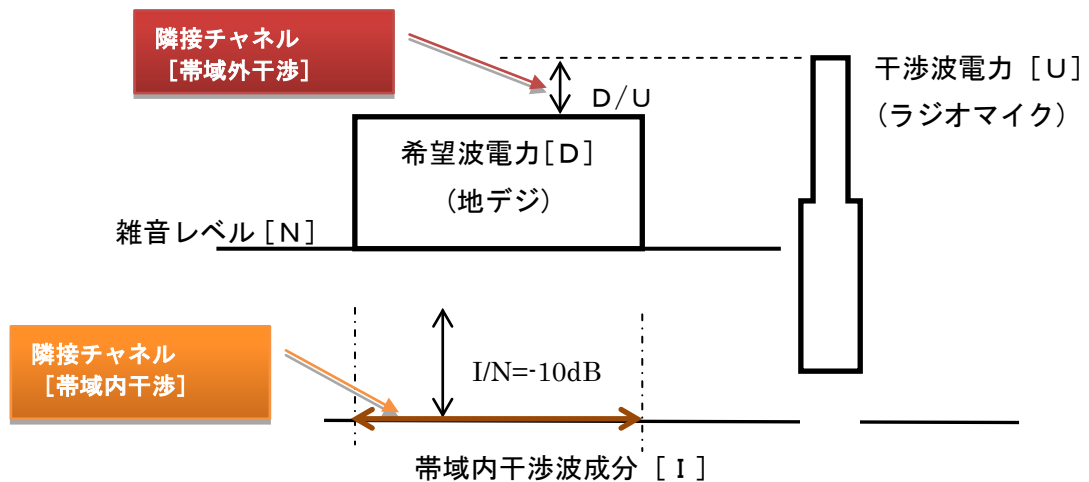 隣接チャネル
［帯域外干渉］
干渉波電力［Ｕ］
（ラジオマイク）
Ｄ/Ｕ
希望波電力［Ｄ］
（地デジ）
雑音レベル［Ｎ］
隣接チャネル
［帯域内干渉］
I/N=-10dB
帯域内干渉波成分［Ｉ］